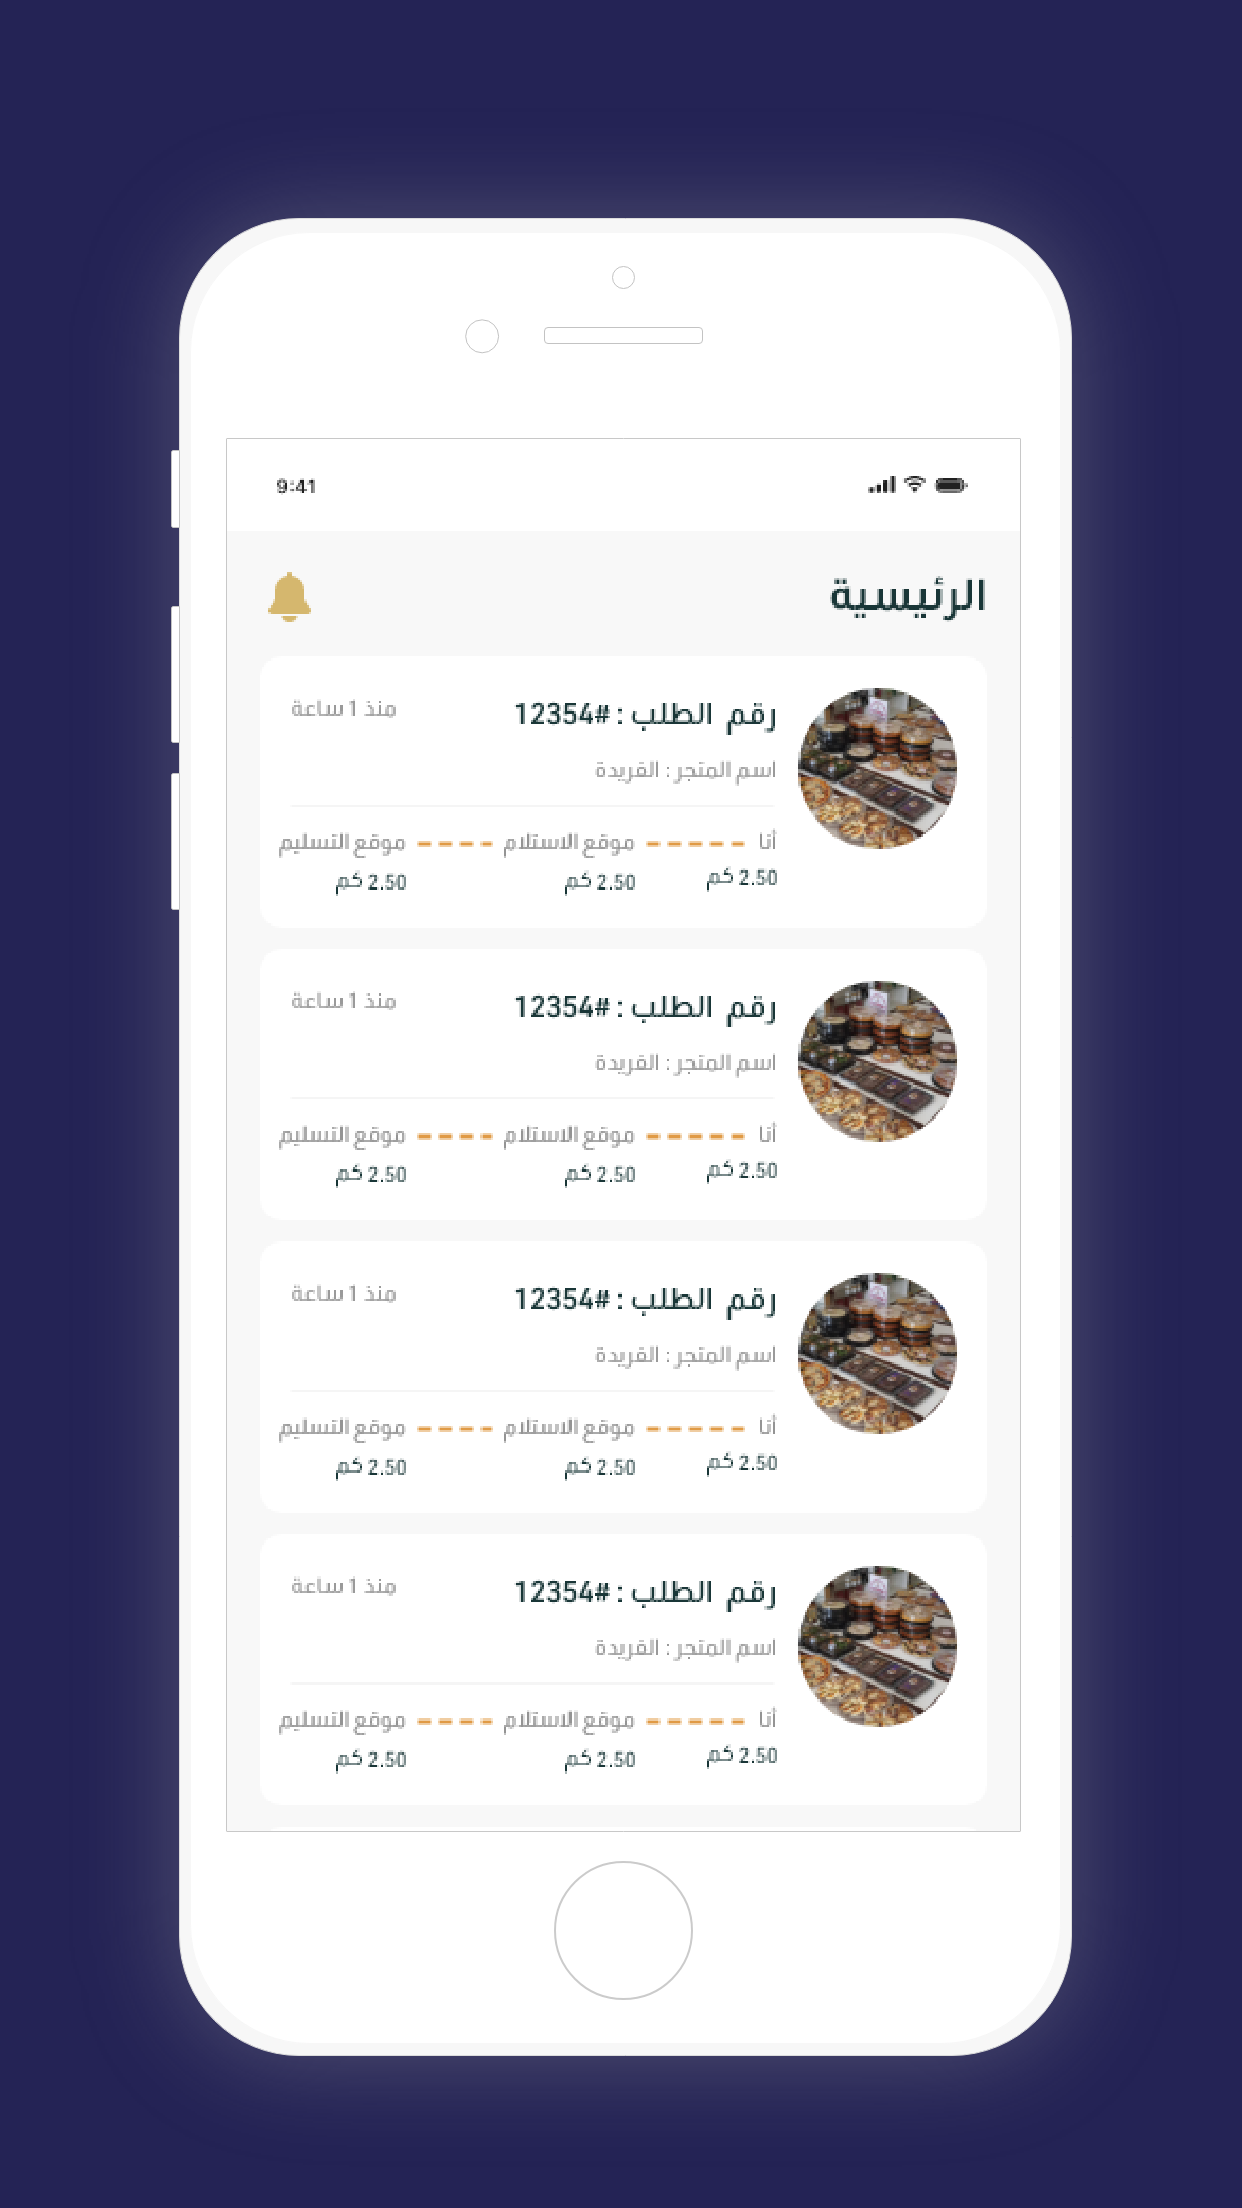 9:41
الرئيسية
رقم الطلب : #12354 منذ 1 ساعة
اسم المتجر : الفريدة
أنا موقع الاستلام موقع التسليم
2.50 كم 2.50 كم 2.50 كم
رقم الطلب : #12354 منذ 1 ساعة
اسم المتجر : الفريدة
أنا موقع الاستلام موقع التسليم
2.50 كم 2.50 كم 2.50 كم
رقم الطلب : #12354 منذ 1 ساعة
اسم المتجر : الفريدة
أنا موقع الاستلام موقع التسليم
2.50 كم 2.50 كم 2.50 كم
رقم الطلب : #12354 منذ 1 ساعة
اسم المتجر : الفريدة
أنا موقع الاستلام موقع التسليم
2.50 كم 2.50 كم 2.50 كم